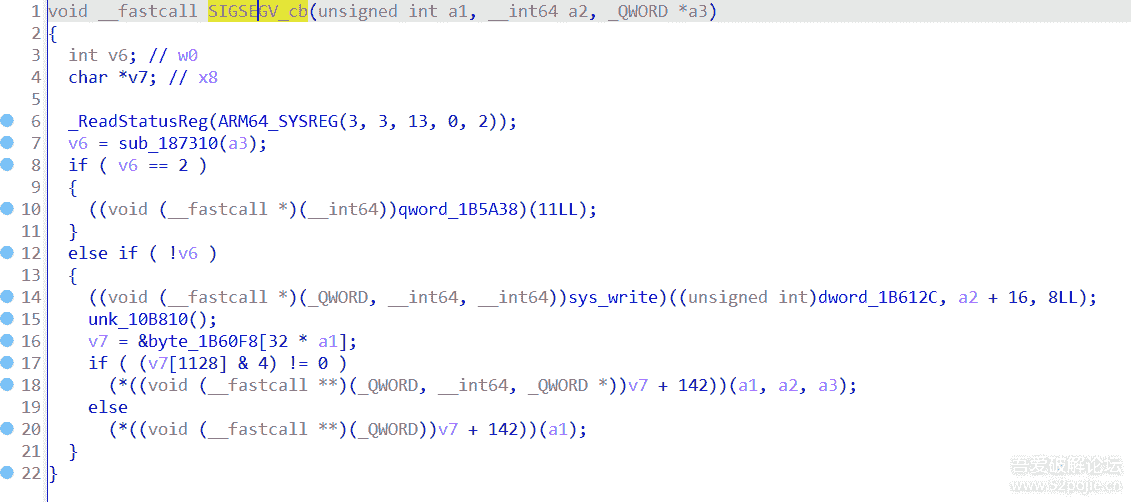 1 void __fastcall SIGSEGV_cb(unsigned int a1, __int64 a2, _QWORD *a3)
2 {
3   int v6; // w0
4   char *v7; // x8
5
6   _ReadStatusReg(ARM64_SYSREG(3, 3, 13, 0, 2));
7   v6 = sub_187310(a3);
8   if ( v6 == 2 )
9   {
10     ((void (__fastcall *)(__int64))qword_1B5A38)(11LL);
11   }
12   else if ( !v6 )
13   {
14     ((void (__fastcall *)(_QWORD, __int64, __int64))sys_write)((unsigned int)dword_1B612C, a2 + 16, 8LL);
15     unk_10B810();
16     v7 = &byte_1B60F8[32 * a1];
17     if ( (v7[1128] & 4) != 0 )
18       (*((void (__fastcall **)(_QWORD, __int64, _QWORD *))v7 + 142))(a1, a2, a3);
19     else
20       (*((void (__fastcall **)(_QWORD))v7 + 142))(a1);
21   }
22 }
吾爱破解论坛
www.52pojie.cn